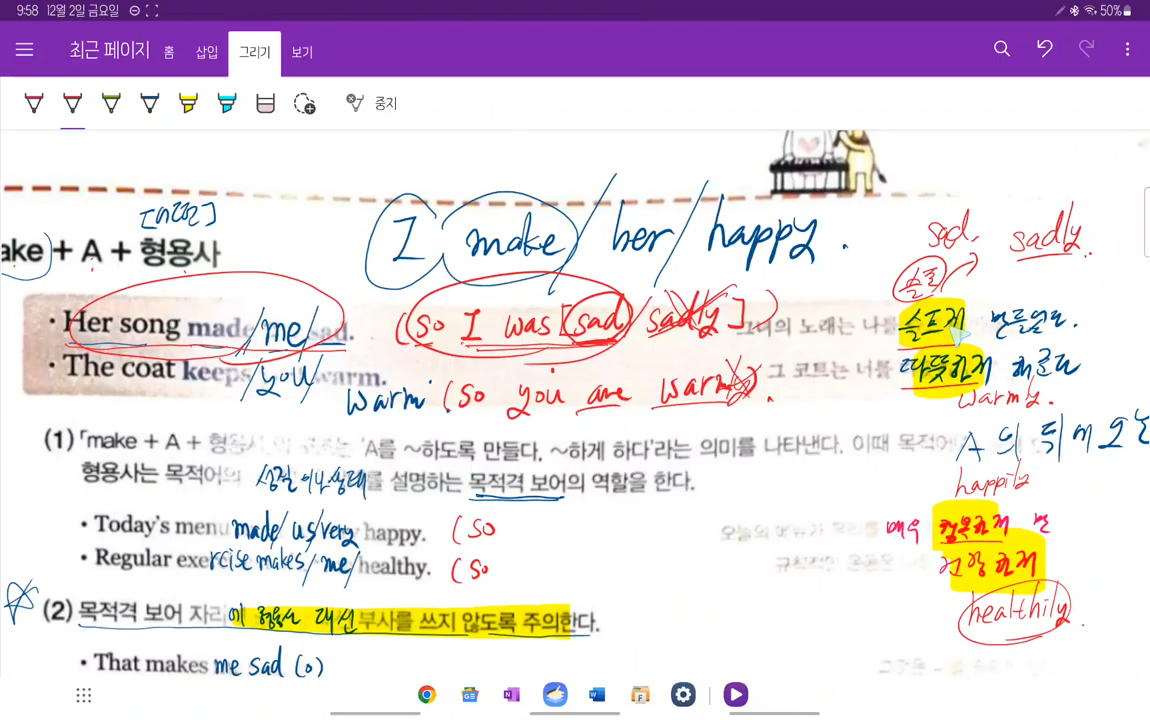 9:58 12월 2일 금요일 50%
최근 페이지 홈 삽입 그리기 보기
중지
[어떤]
I make / her / happy.
sad. sadly.
ake + A + 형용사
슬픈
· Her song made /me/ sad. (so I was [sad / sadly]) 그녀의 노래는 나를 슬프게 만들었다.
· The coat keeps /you/ warm. warm (so you are warmly). 그 코트는 너를 따뜻하게 해준다
warmly.
A의 뒤에 오는
(1) 「make + A + 형용사 'A를 ~하도록 만들다, ~하게 하다'라는 의미를 나타낸다. 이때 목적어
형용사는 목적어의 성질이나 상태를 설명하는 목적격 보어의 역할을 한다.
happily
• Today's menu made/ us/very happy. (so 오늘의 메뉴가 우리를 매우 행복하게 만
• Regular exercise makes/ me/ healthy. (so 규칙적인 운동은 건강하게
healthily.
(2) 목적격 보어 자리에 형용사 대신 부사를 쓰지 않도록 주의한다.
• That makes me sad (o)